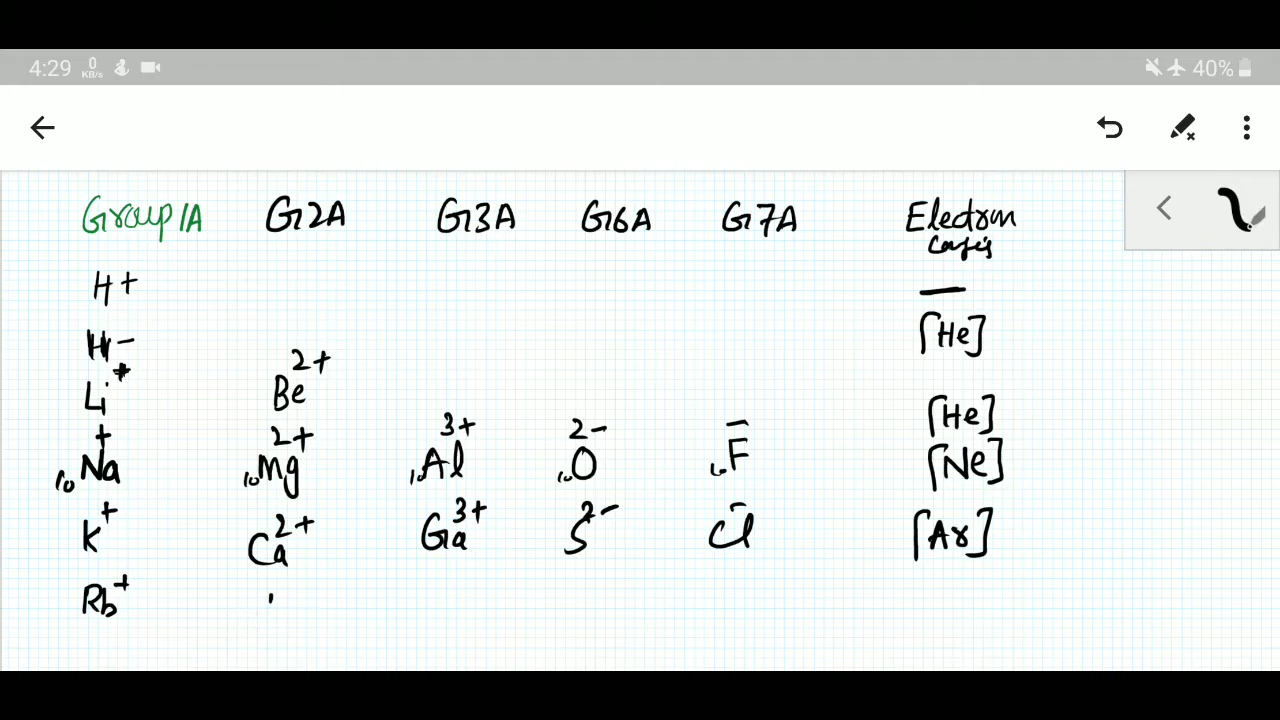 4:29 0 KB/s 40%
Group 1A G2A G3A G6A G7A Electron
Config
H+ —
H- [He]
Li+ Be2+ [He]
10Na+ 10Mg2+ 10Al3+ 10O2- 10F- [Ne]
K+ Ca2+ Ga3+ S2- Cl- [Ar]
Rb+